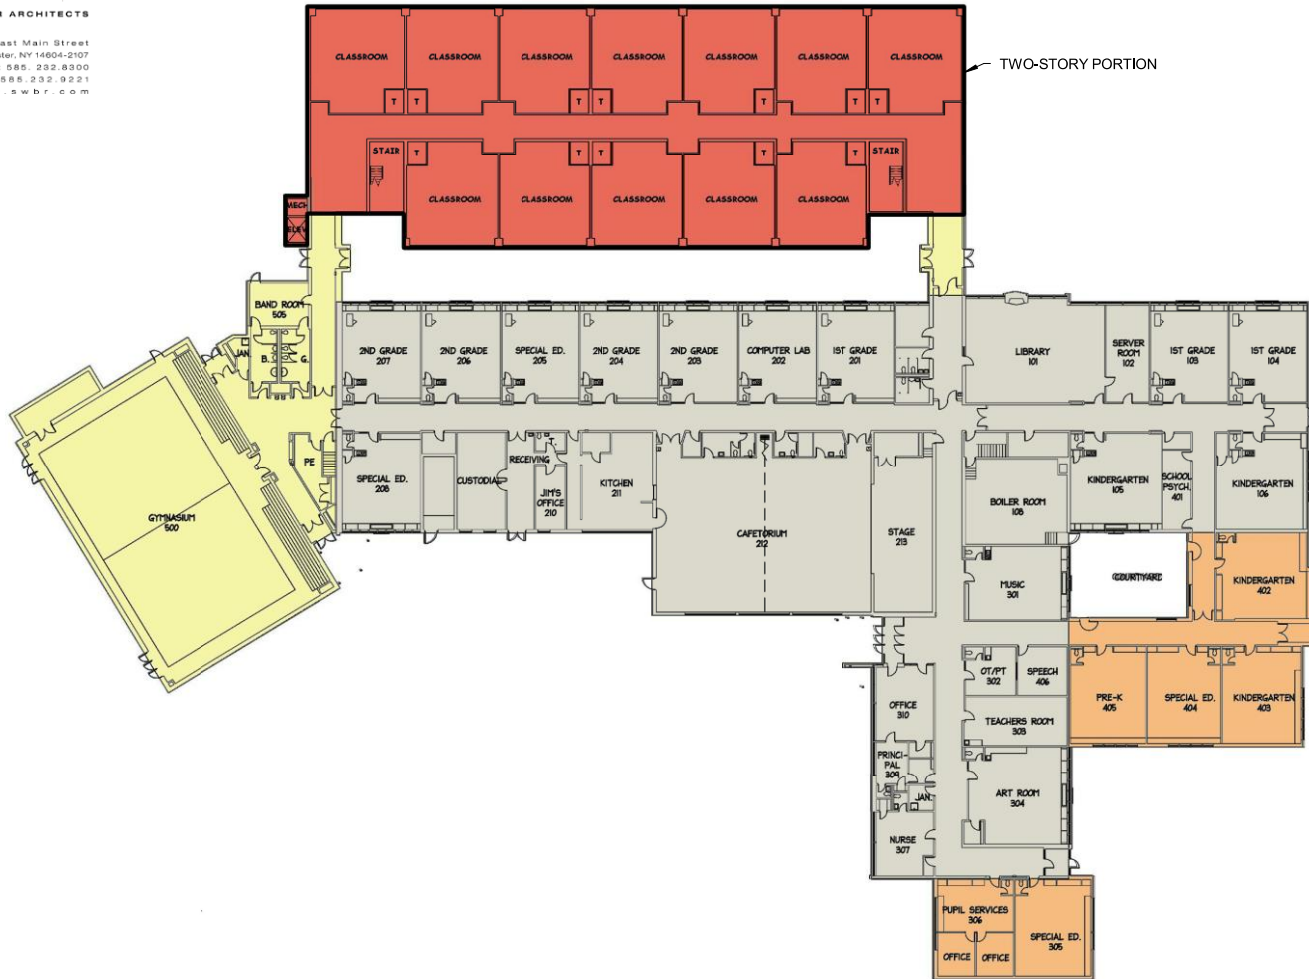 ARCHITECTS
ast Main Street
ster, NY 14604-2107
585. 232.8300
585.232.9221
.swbr.com
TWO-STORY PORTION
CLASSROOM
CLASSROOM
CLASSROOM
CLASSROOM
CLASSROOM
CLASSROOM
T
T
T
T
T
T
STAIR
T
T
T
T
T
STAIR
CLASSROOM
CLASSROOM
CLASSROOM
CLASSROOM
CLASSROOM
MECH
ELEV
BAND ROOM
505
JAN.
B.
G.
2ND GRADE
207
2ND GRADE
206
SPECIAL ED.
205
2ND GRADE
204
2ND GRADE
203
COMPUTER LAB
202
1ST GRADE
201
LIBRARY
101
SERVER
ROOM
102
1ST GRADE
103
1ST GRADE
104
GYMNASIUM
500
PE
SPECIAL ED.
208
CUSTODIAL
RECEIVING
T
JIM'S
OFFICE
210
KITCHEN
211
CAFETORIUM
212
STAGE
213
BOILER ROOM
108
KINDERGARTEN
105
SCHOOL
PSYCH.
401
KINDERGARTEN
106
MUSIC
301
COURTYARD
KINDERGARTEN
402
OT/PT
302
SPEECH
406
PRE-K
405
SPECIAL ED.
404
KINDERGARTEN
403
OFFICE
310
TEACHERS ROOM
303
PRINCI-
PAL
309
JAN.
ART ROOM
304
NURSE
307
PUPIL SERVICES
306
SPECIAL ED.
305
OFFICE
OFFICE